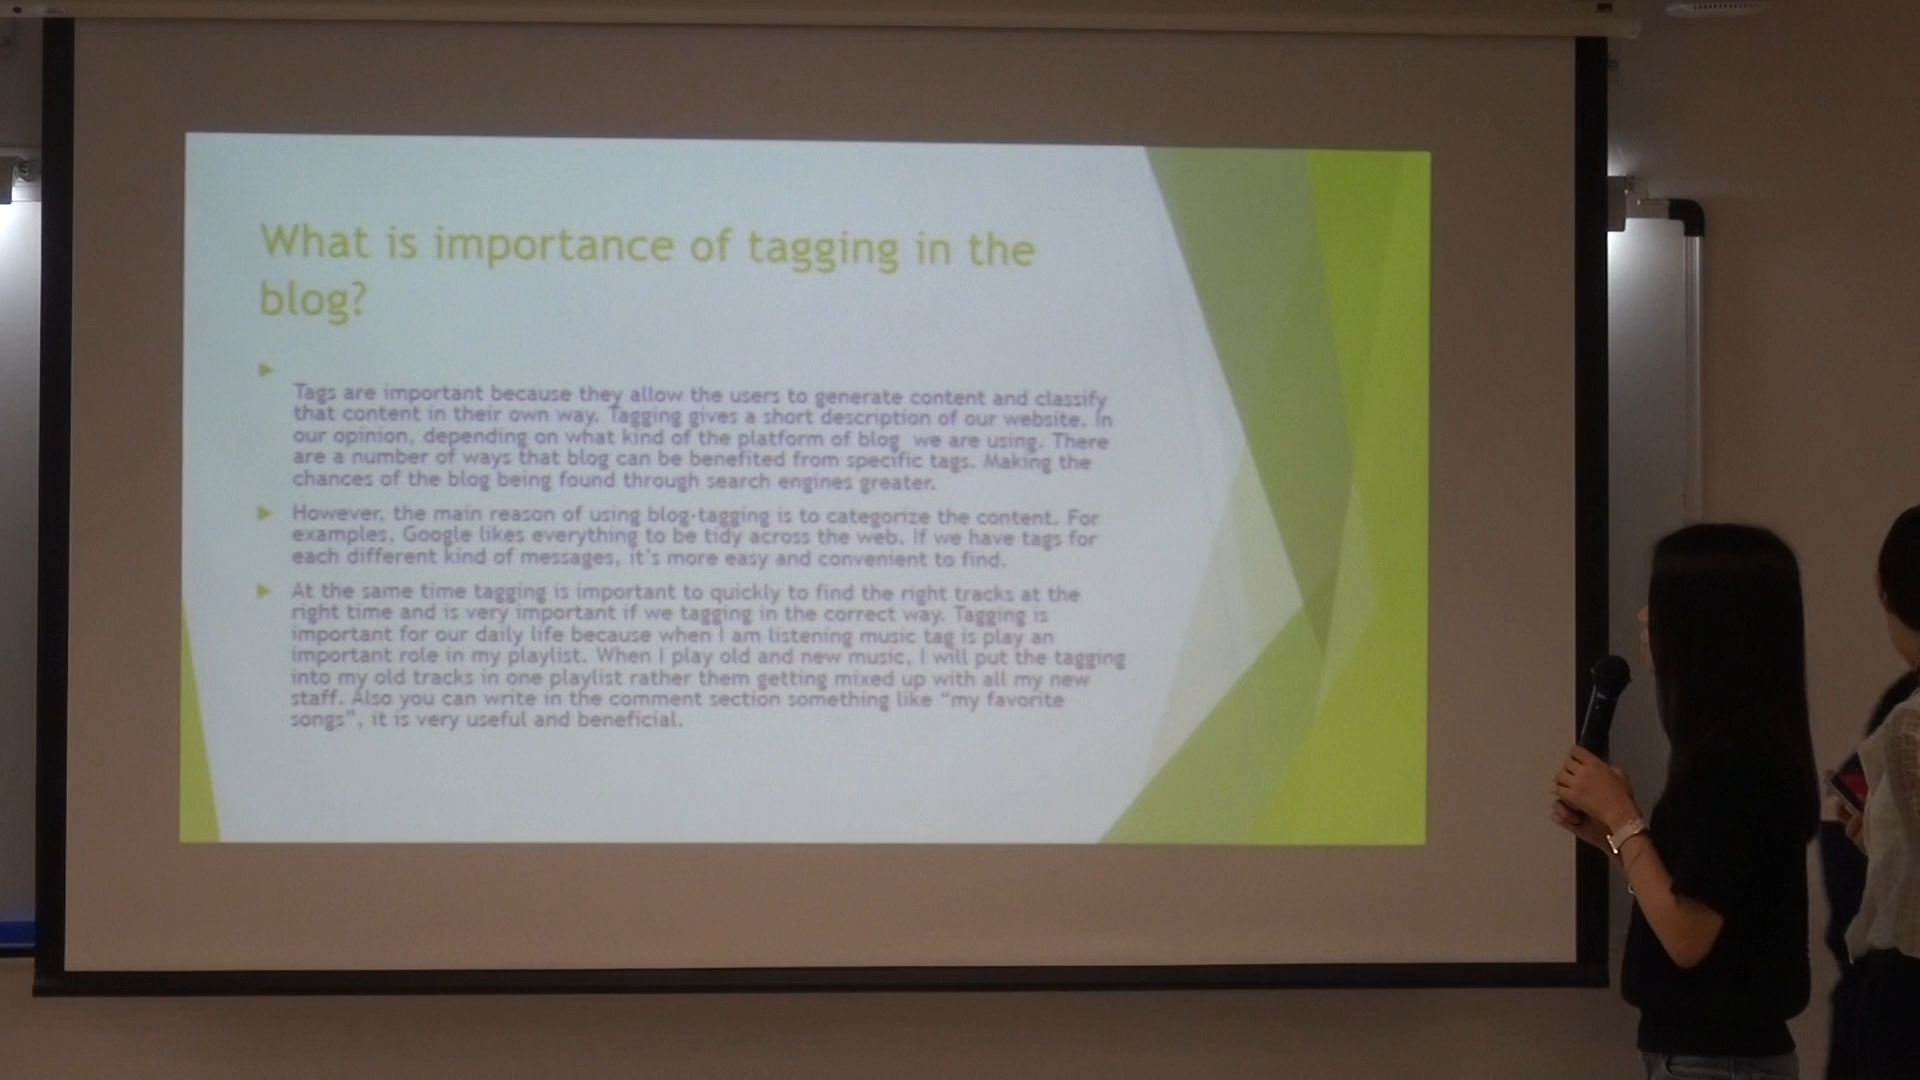 What is importance of tagging in the
blog?
Tags are important because they allow the users to generate content and classify
that content in their own way. Tagging gives a short description of our website. In
our opinion, depending on what kind of the platform of blog we are using. There
are a number of ways that blog can be benefited from specific tags. Making the
chances of the blog being found through search engines greater.
However, the main reason of using blog-tagging is to categorize the content. For
examples, Google likes everything to be tidy across the web. If we have tags for
each different kind of messages, it's more easy and convenient to find.
At the same time tagging is important to quickly to find the right tracks at the
right time and is very important if we tagging in the correct way. Tagging is
important for our daily life because when I am listening music tag is play an
important role in my playlist. When I play old and new music, I will put the tagging
into my old tracks in one playlist rather them getting mixed up with all my new
staff. Also you can write in the comment section something like "my favorite
songs", it is very useful and beneficial.